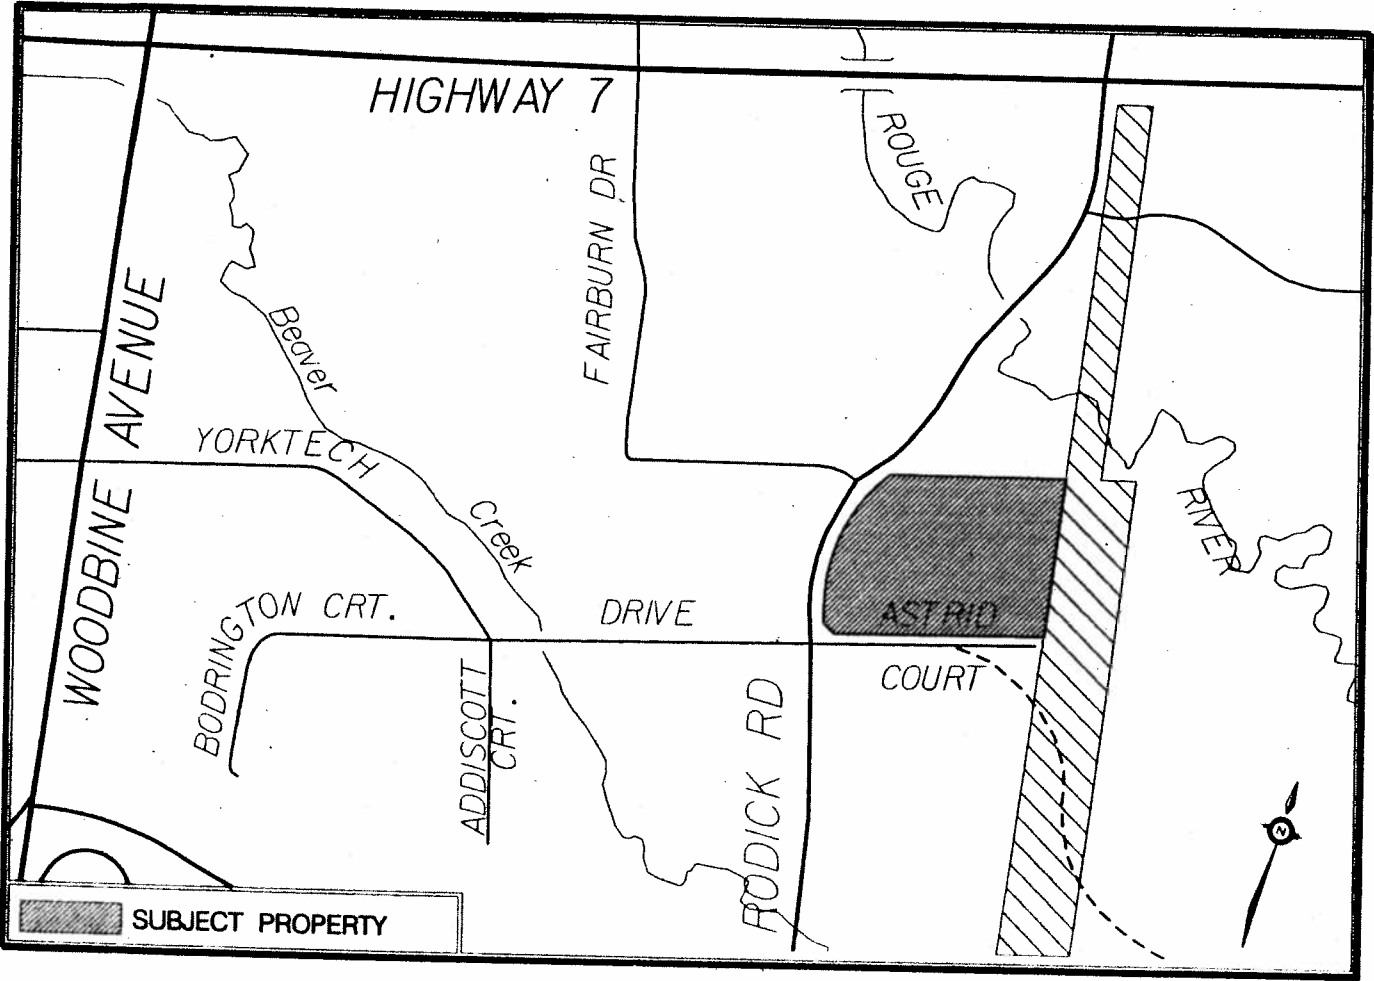 HIGHWAY 7
ROUGE
FAIRBURN DR
WOODBINE AVENUE
Beaver
YORKTECH
Creek
RIVER
BODRINGTON CRT.
DRIVE
ASTRID
COURT
ADDISCOTT
CRT.
RODICK RD
N
SUBJECT PROPERTY